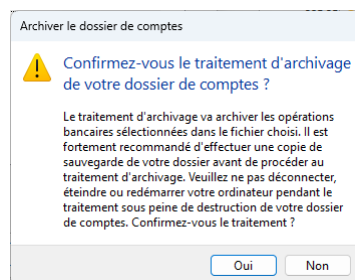 Archiver le dossier de comptes
Confirmez-vous le traitement d'archivage
de votre dossier de comptes ?
Le traitement d'archivage va archiver les opérations
bancaires sélectionnées dans le fichier choisi. Il est
fortement recommandé d'effectuer une copie de
sauvegarde de votre dossier avant de procéder au
traitement d'archivage. Veuillez ne pas déconnecter,
éteindre ou redémarrer votre ordinateur pendant le
traitement sous peine de destruction de votre dossier
de comptes. Confirmez-vous le traitement ?
Oui Non